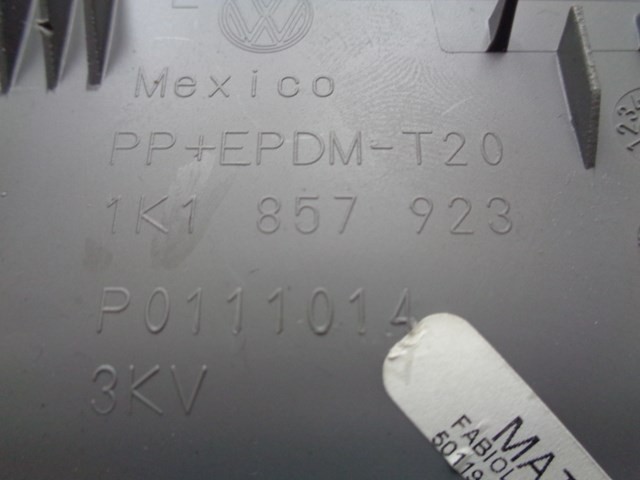 Mexico
PP+EPDM-T20
1K1 857 923
P0111014
3KV